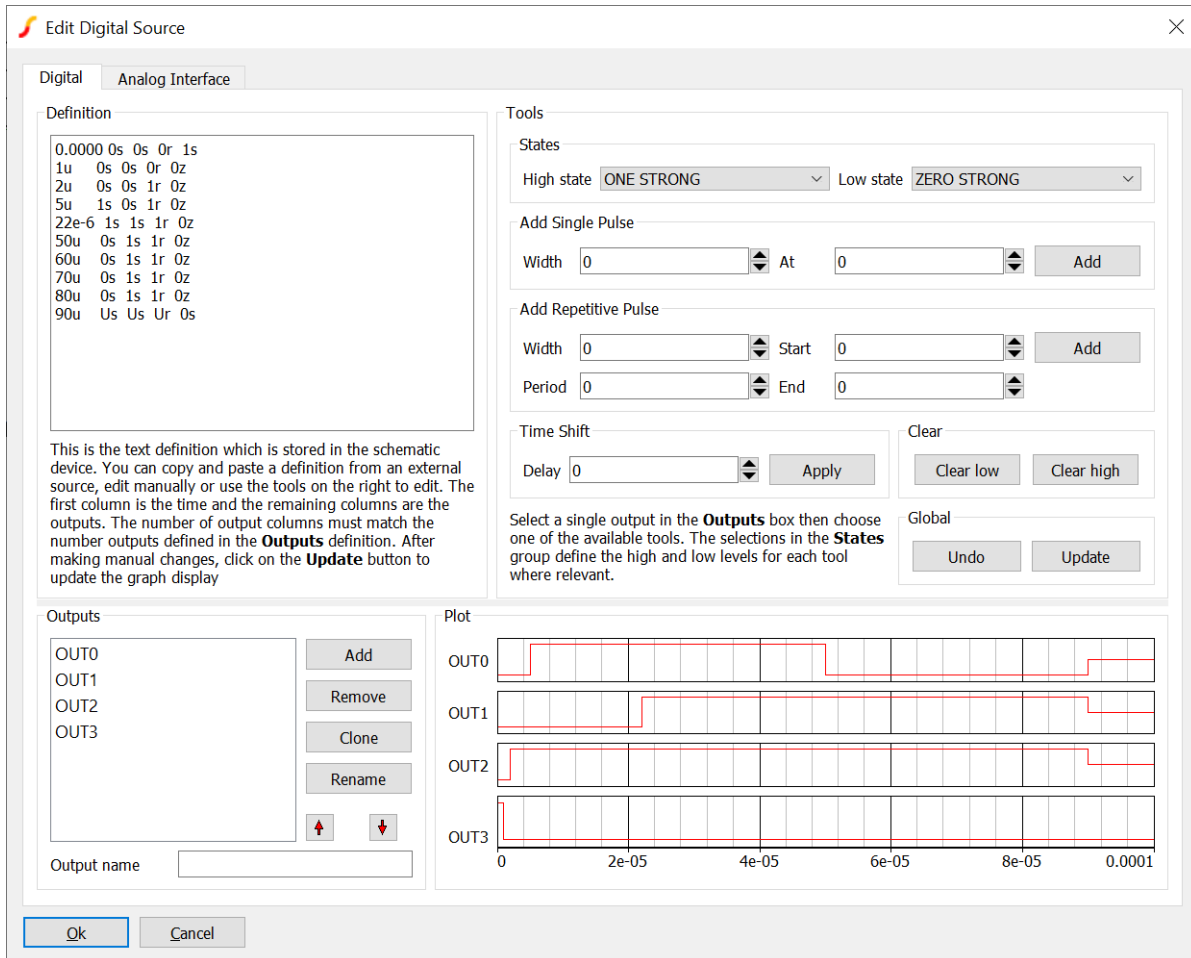 Edit Digital Source
Digital
Analog Interface
Definition
0.0000 0s 0s 0r 1s
1u 0s 0s 0r 0z
2u 0s 0s 1r 0z
5u 1s 0s 1r 0z
22e-6 1s 1s 1r 0z
50u 0s 1s 1r 0z
60u 0s 1s 1r 0z
70u 0s 1s 1r 0z
80u 0s 1s 1r 0z
90u Us Us Ur 0s
This is the text definition which is stored in the schematic
device. You can copy and paste a definition from an external
source, edit manually or use the tools on the right to edit. The
first column is the time and the remaining columns are the
outputs. The number of output columns must match the
number outputs defined in the Outputs definition. After
making manual changes, click on the Update button to
update the graph display
Tools
States
High state ONE STRONG Low state ZERO STRONG
Add Single Pulse
Width 0 At 0 Add
Add Repetitive Pulse
Width 0 Start 0 Add
Period 0 End 0
Time Shift
Delay 0 Apply
Clear
Clear low Clear high
Select a single output in the Outputs box then choose
one of the available tools. The selections in the States
group define the high and low levels for each tool
where relevant.
Global
Undo Update
Outputs
OUT0
OUT1
OUT2
OUT3
Add
Remove
Clone
Rename
Output name
Plot
OUT0
OUT1
OUT2
OUT3
0 2e-05 4e-05 6e-05 8e-05 0.0001
Ok Cancel